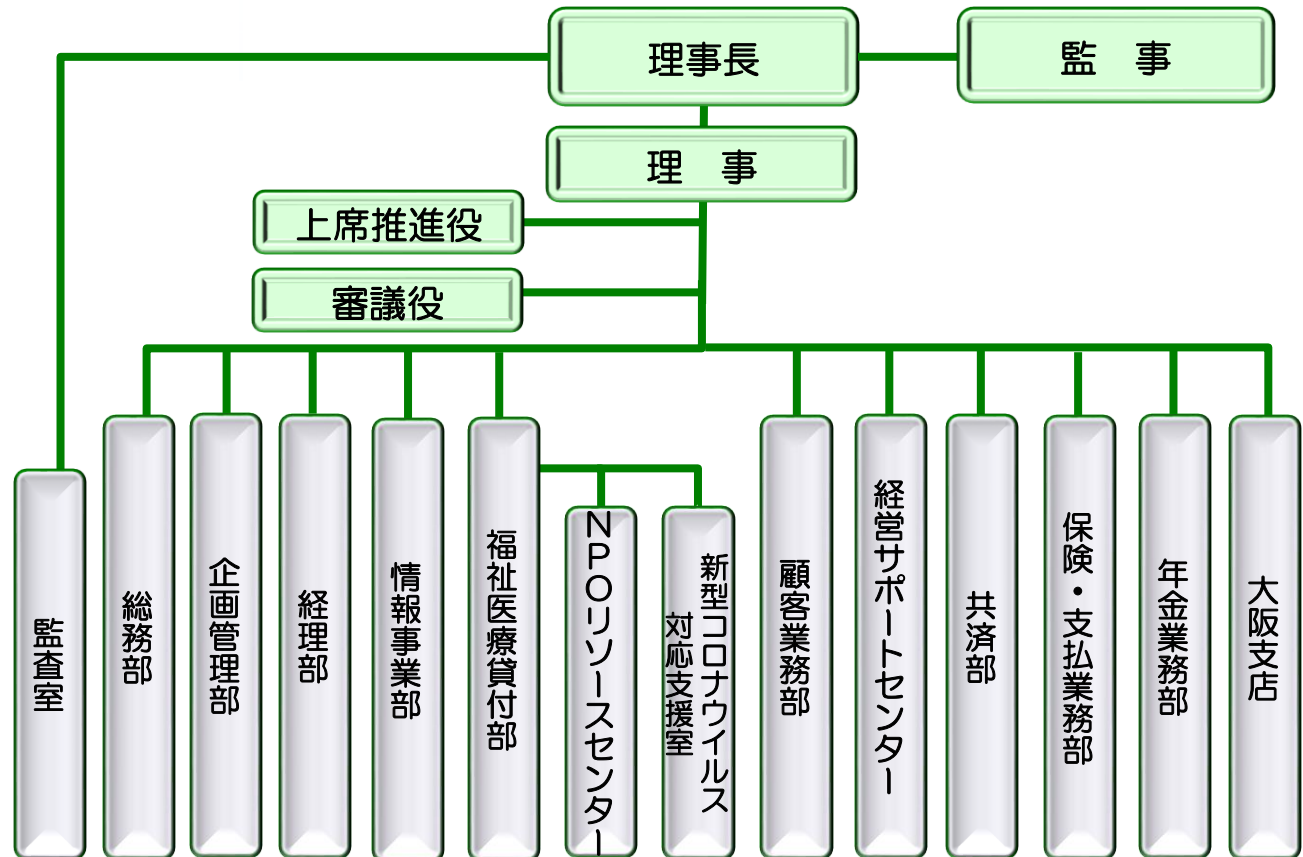 理事長
監　事
理　事
上席推進役
審議役
監査室
総務部
企画管理部
経理部
情報事業部
福祉医療貸付部
NPOリソースセンター
新型コロナウイルス
対応支援室
顧客業務部
経営サポートセンター
共済部
保険・支払業務部
年金業務部
大阪支店